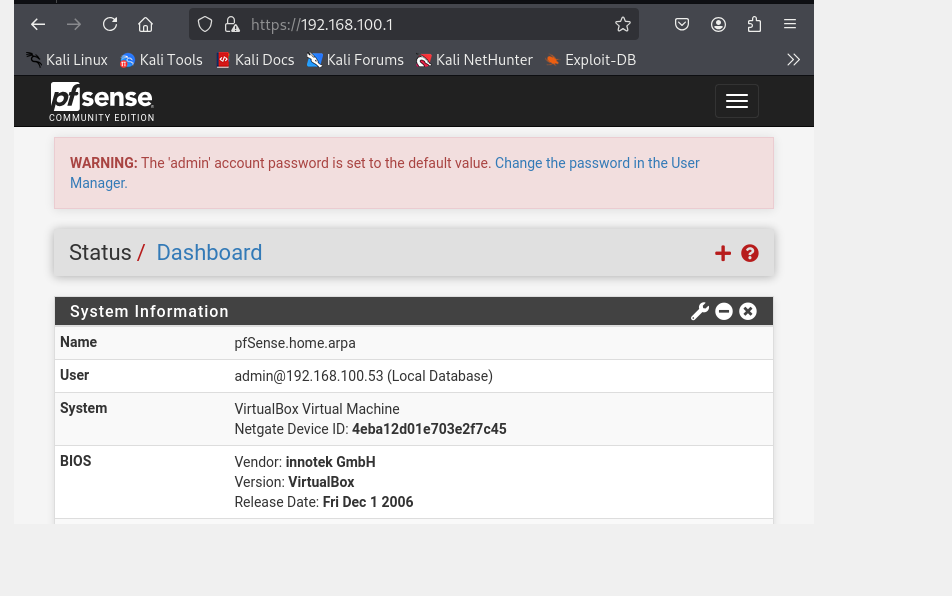 https://192.168.100.1
Kali Linux Kali Tools Kali Docs Kali Forums Kali NetHunter Exploit-DB
pfsense
COMMUNITY EDITION
WARNING: The 'admin' account password is set to the default value. Change the password in the User
Manager.
Status / Dashboard
System Information
Name pfSense.home.arpa
User admin@192.168.100.53 (Local Database)
System VirtualBox Virtual Machine
Netgate Device ID: 4eba12d01e703e2f7c45
BIOS Vendor: innotek GmbH
Version: VirtualBox
Release Date: Fri Dec 1 2006